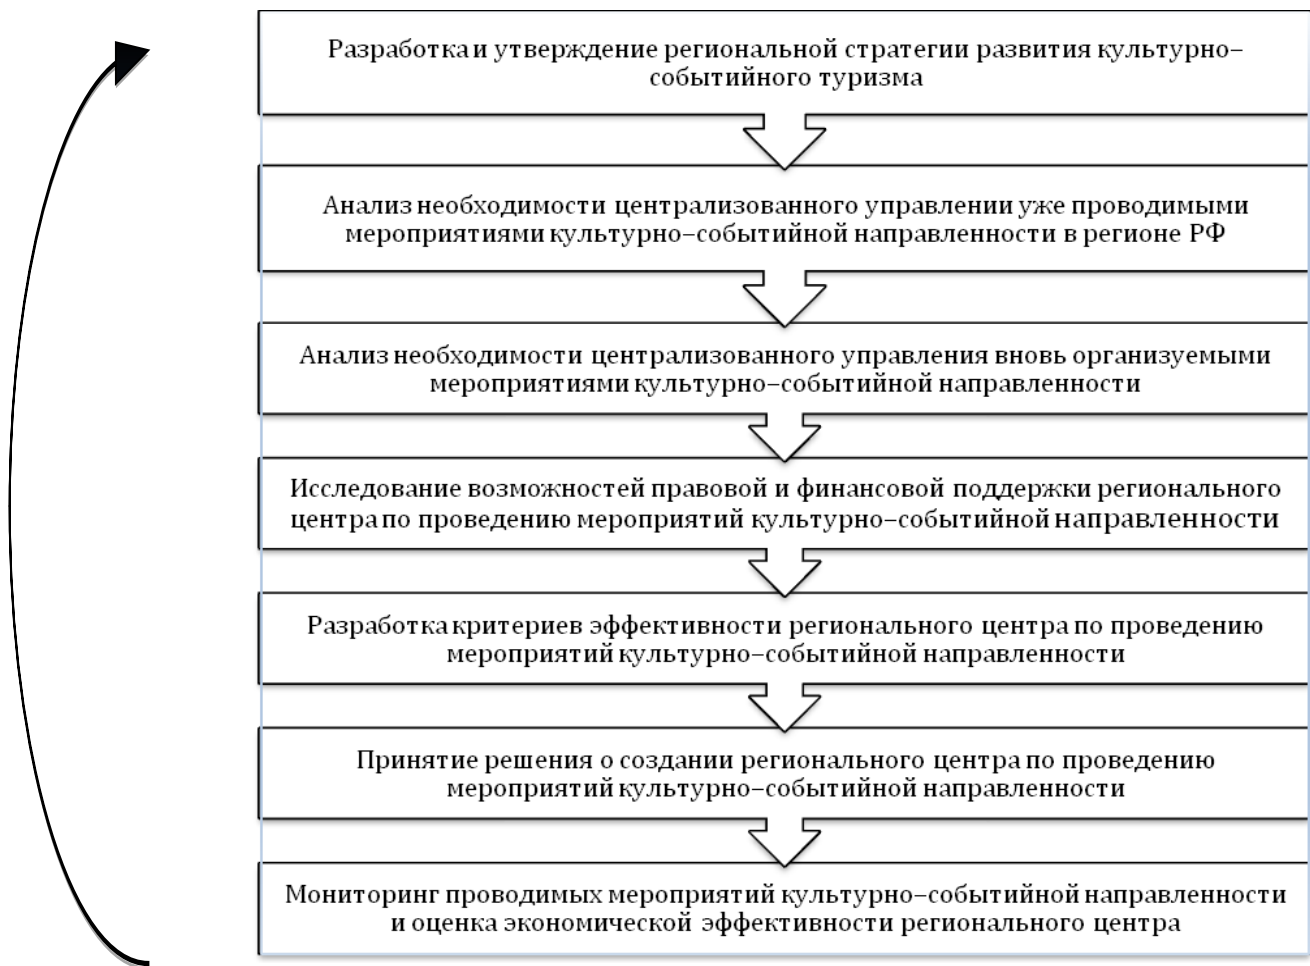 Разработка и утверждение региональной стратегии развития культурно–
событийного туризма
Анализ необходимости централизованного управлении уже проводимыми
мероприятиями культурно–событийной направленности в регионе РФ
Анализ необходимости централизованного управления вновь организуемыми
мероприятиями культурно–событийной направленности
Исследование возможностей правовой и финансовой поддержки регионального
центра по проведению мероприятий культурно–событийной направленности
Разработка критериев эффективности регионального центра по проведению
мероприятий культурно–событийной направленности
Принятие решения о создании регионального центра по проведению
мероприятий культурно–событийной направленности
Мониторинг проводимых мероприятий культурно–событийной направленности
и оценка экономической эффективности регионального центра